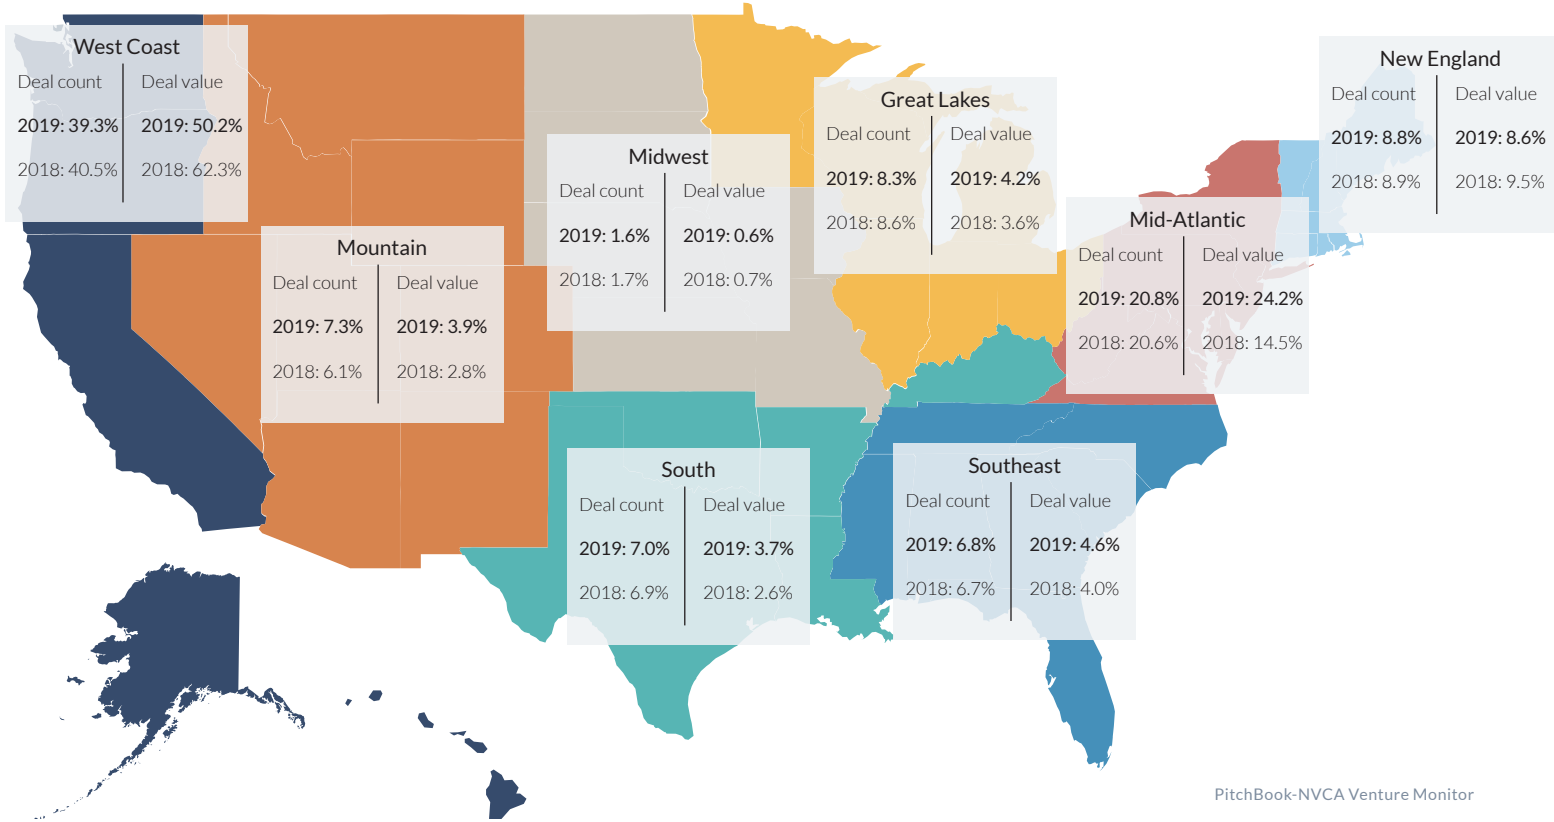 West Coast
Deal count Deal value
2019: 39.3% 2019: 50.2%
2018: 40.5% 2018: 62.3%
Mountain
Deal count Deal value
2019: 7.3% 2019: 3.9%
2018: 6.1% 2018: 2.8%
Midwest
Deal count Deal value
2019: 1.6% 2019: 0.6%
2018: 1.7% 2018: 0.7%
Great Lakes
Deal count Deal value
2019: 8.3% 2019: 4.2%
2018: 8.6% 2018: 3.6%
New England
Deal count Deal value
2019: 8.8% 2019: 8.6%
2018: 8.9% 2018: 9.5%
Mid-Atlantic
Deal count Deal value
2019: 20.8% 2019: 24.2%
2018: 20.6% 2018: 14.5%
South
Deal count Deal value
2019: 7.0% 2019: 3.7%
2018: 6.9% 2018: 2.6%
Southeast
Deal count Deal value
2019: 6.8% 2019: 4.6%
2018: 6.7% 2018: 4.0%
PitchBook-NVCA Venture Monitor